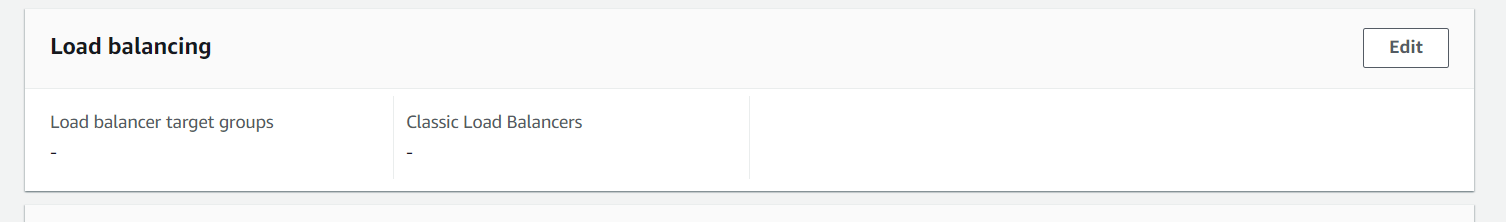 Load balancing
Edit
Load balancer target groups
Classic Load Balancers
-
-